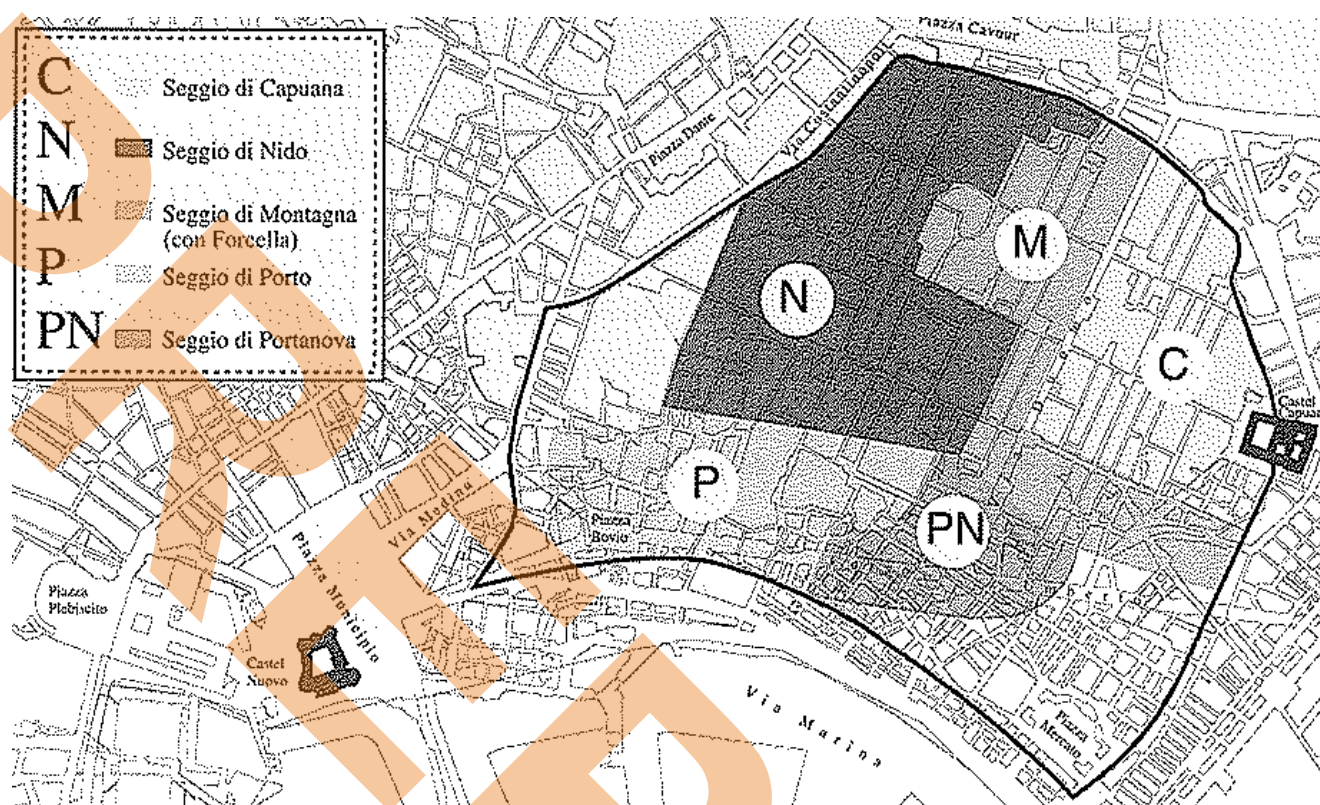 C Seggio di Capuana
N Seggio di Nido
M Seggio di Montagna
(con Forcella)
P Seggio di Porto
PN Seggio di Portanova
Piazza Cavour
Via Costantinopoli
Piazza Dante
N
M
C
P
PN
Castel
Capuano
Via Medina
Piazza
Bovio
Piazza Municipio
Piazza
Plebiscito
Castel
Nuovo
Via Marina
Piazza
Mercato